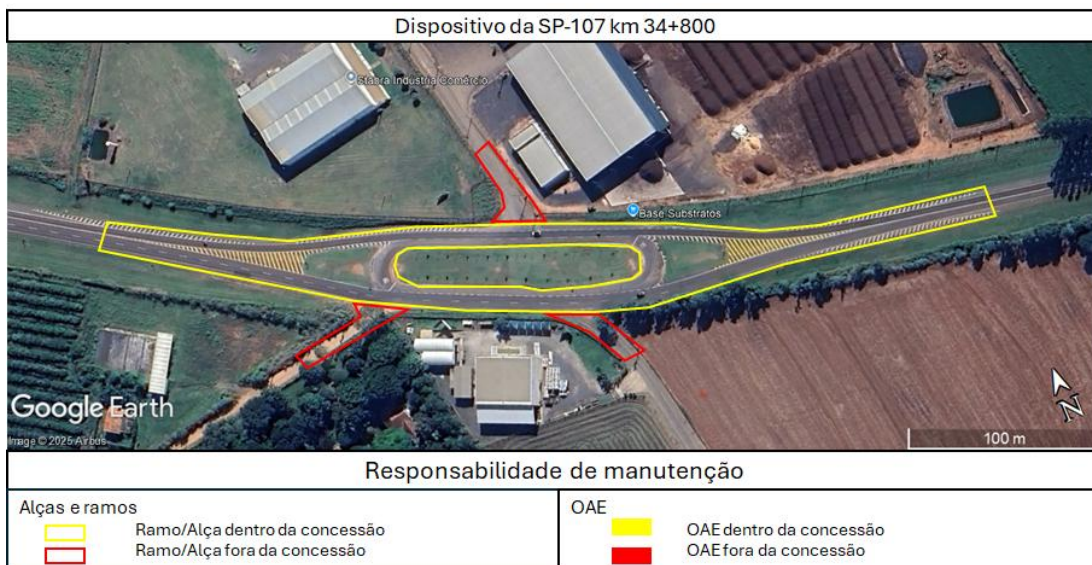 Dispositivo da SP-107 km 34+800
Stabra Indústria Comércio
Base Substratos
Google Earth
Image © 2025 Airbus
N
100 m
Responsabilidade de manutenção
Alças e ramos
Ramo/Alça dentro da concessão
Ramo/Alça fora da concessão
OAE
OAE dentro da concessão
OAE fora da concessão